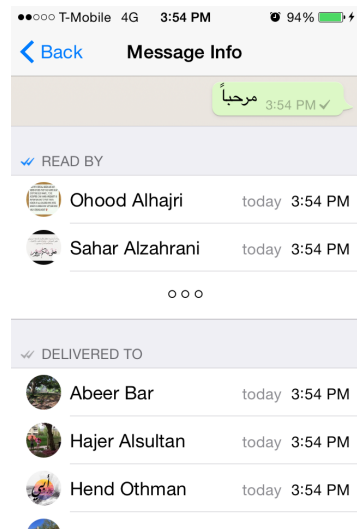 T-Mobile 4G 3:54 PM 94%
Back Message Info
مرحباً 3:54 PM
READ BY
Ohood Alhajri today 3:54 PM
Sahar Alzahrani today 3:54 PM
DELIVERED TO
Abeer Bar today 3:54 PM
Hajer Alsultan today 3:54 PM
Hend Othman today 3:54 PM